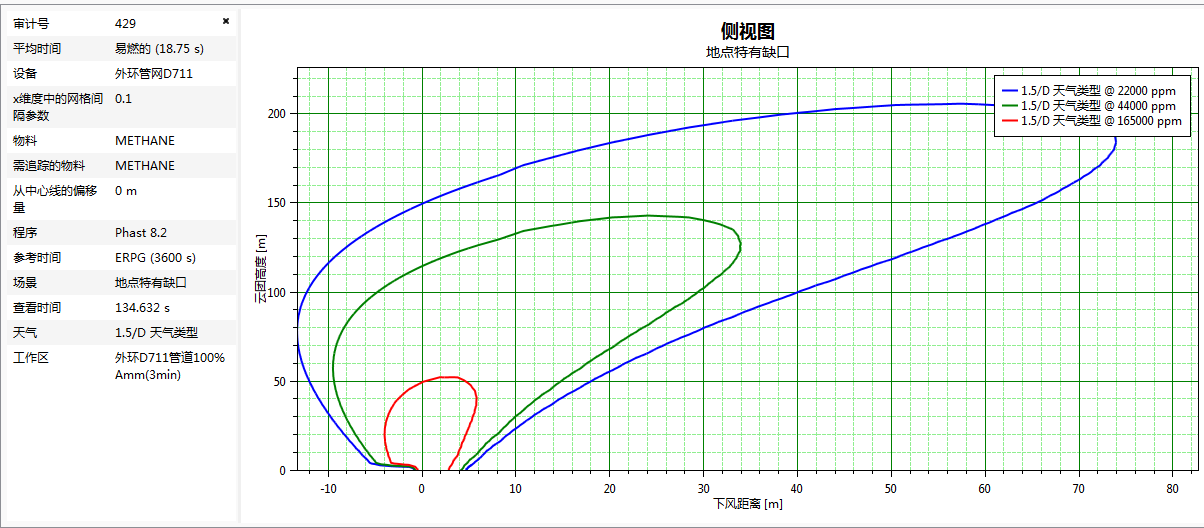 审计号 429
平均时间 易燃的 (18.75 s)
设备 外环管网D711
x维度中的网格间 0.1
隔参数
物料 METHANE
需追踪的物料 METHANE
从中心线的偏移 0 m
量
程序 Phast 8.2
参考时间 ERPG (3600 s)
场景 地点特有缺口
查看时间 134.632 s
天气 1.5/D 天气类型
工作区 外环D711管道100%
Amm(3min)
侧视图
地点特有缺口
1.5/D 天气类型 @ 22000 ppm
1.5/D 天气类型 @ 44000 ppm
1.5/D 天气类型 @ 165000 ppm
云团高度 [m]
200
150
100
50
0
-10 0 10 20 30 40 50 60 70 80
下风距离 [m]